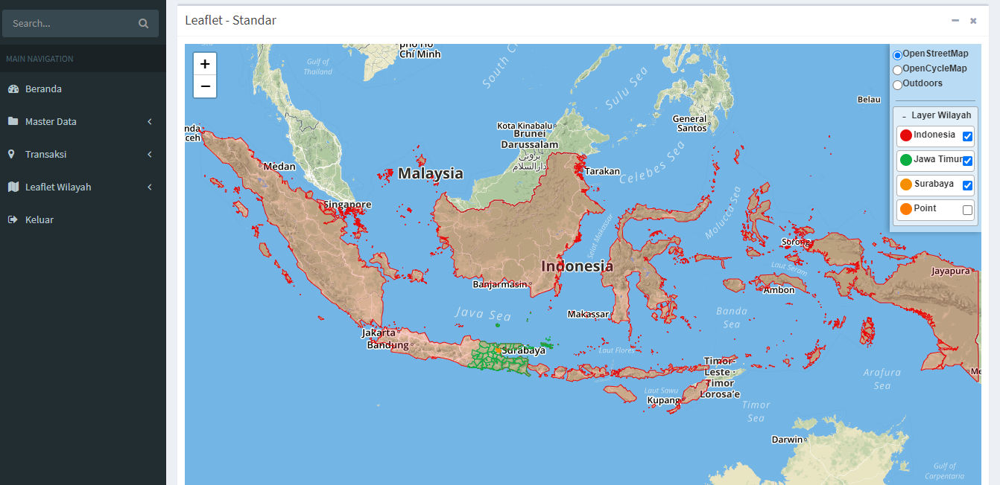 Search...
MAIN NAVIGATION
Beranda
Master Data
Transaksi
Leaflet Wilayah
Keluar
Leaflet - Standar
+
−
Chí Minh
Gulf of
Thailand
Sulu Sea
General
Santos
Belau
Kota Kinabalu
Brunei
Darussalam
بروني
دارالسلام
Medan
Malaysia
Tarakan
Celebes Sea
Singapore
Molucca Sea
Selat Makassar
Sorong
Indonesia
Laut Seram
Jayapura
Banjarmasin
Ambon
Java Sea
Makassar
Banda
Sea
Jakarta
Bandung
Surabaya
Laut Flores
Timor-
Leste
Timor
Lorosa'e
Arafura
Sea
Laut Sawu
Kupang
Timor
Sea
Darwin
Gulf of
Carpentaria
OpenStreetMap
OpenCycleMap
Outdoors
- Layer Wilayah
Indonesia
Jawa Timur
Surabaya
Point